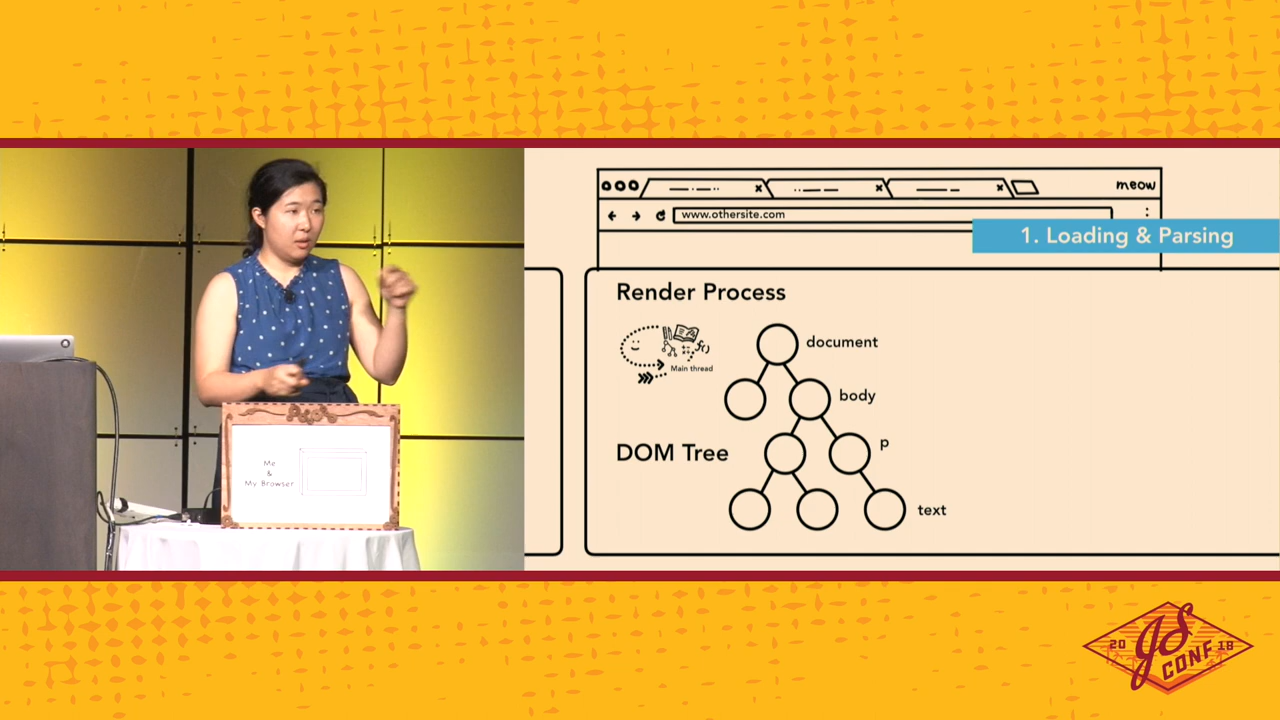 Me
&
My Browser
meow
www.othersite.com
1. Loading & Parsing
Render Process
Main thread
document
body
DOM Tree
p
text
20 JS CONF 18